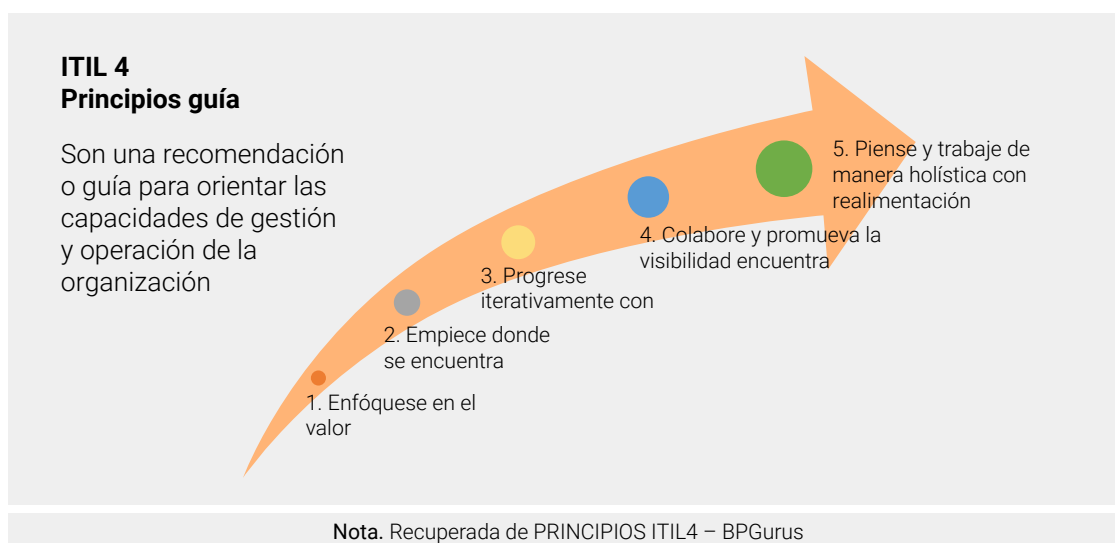 ITIL 4
Principios guía
Son una recomendación
o guía para orientar las
capacidades de gestión
y operación de la
organización
1. Enfóquese en el
valor
2. Empiece donde
se encuentra
3. Progrese
iterativamente con
4. Colabore y promueva la
visibilidad encuentra
5. Piense y trabaje de
manera holística con
realimentación
Nota. Recuperada de PRINCIPIOS ITIL4 – BPGurus